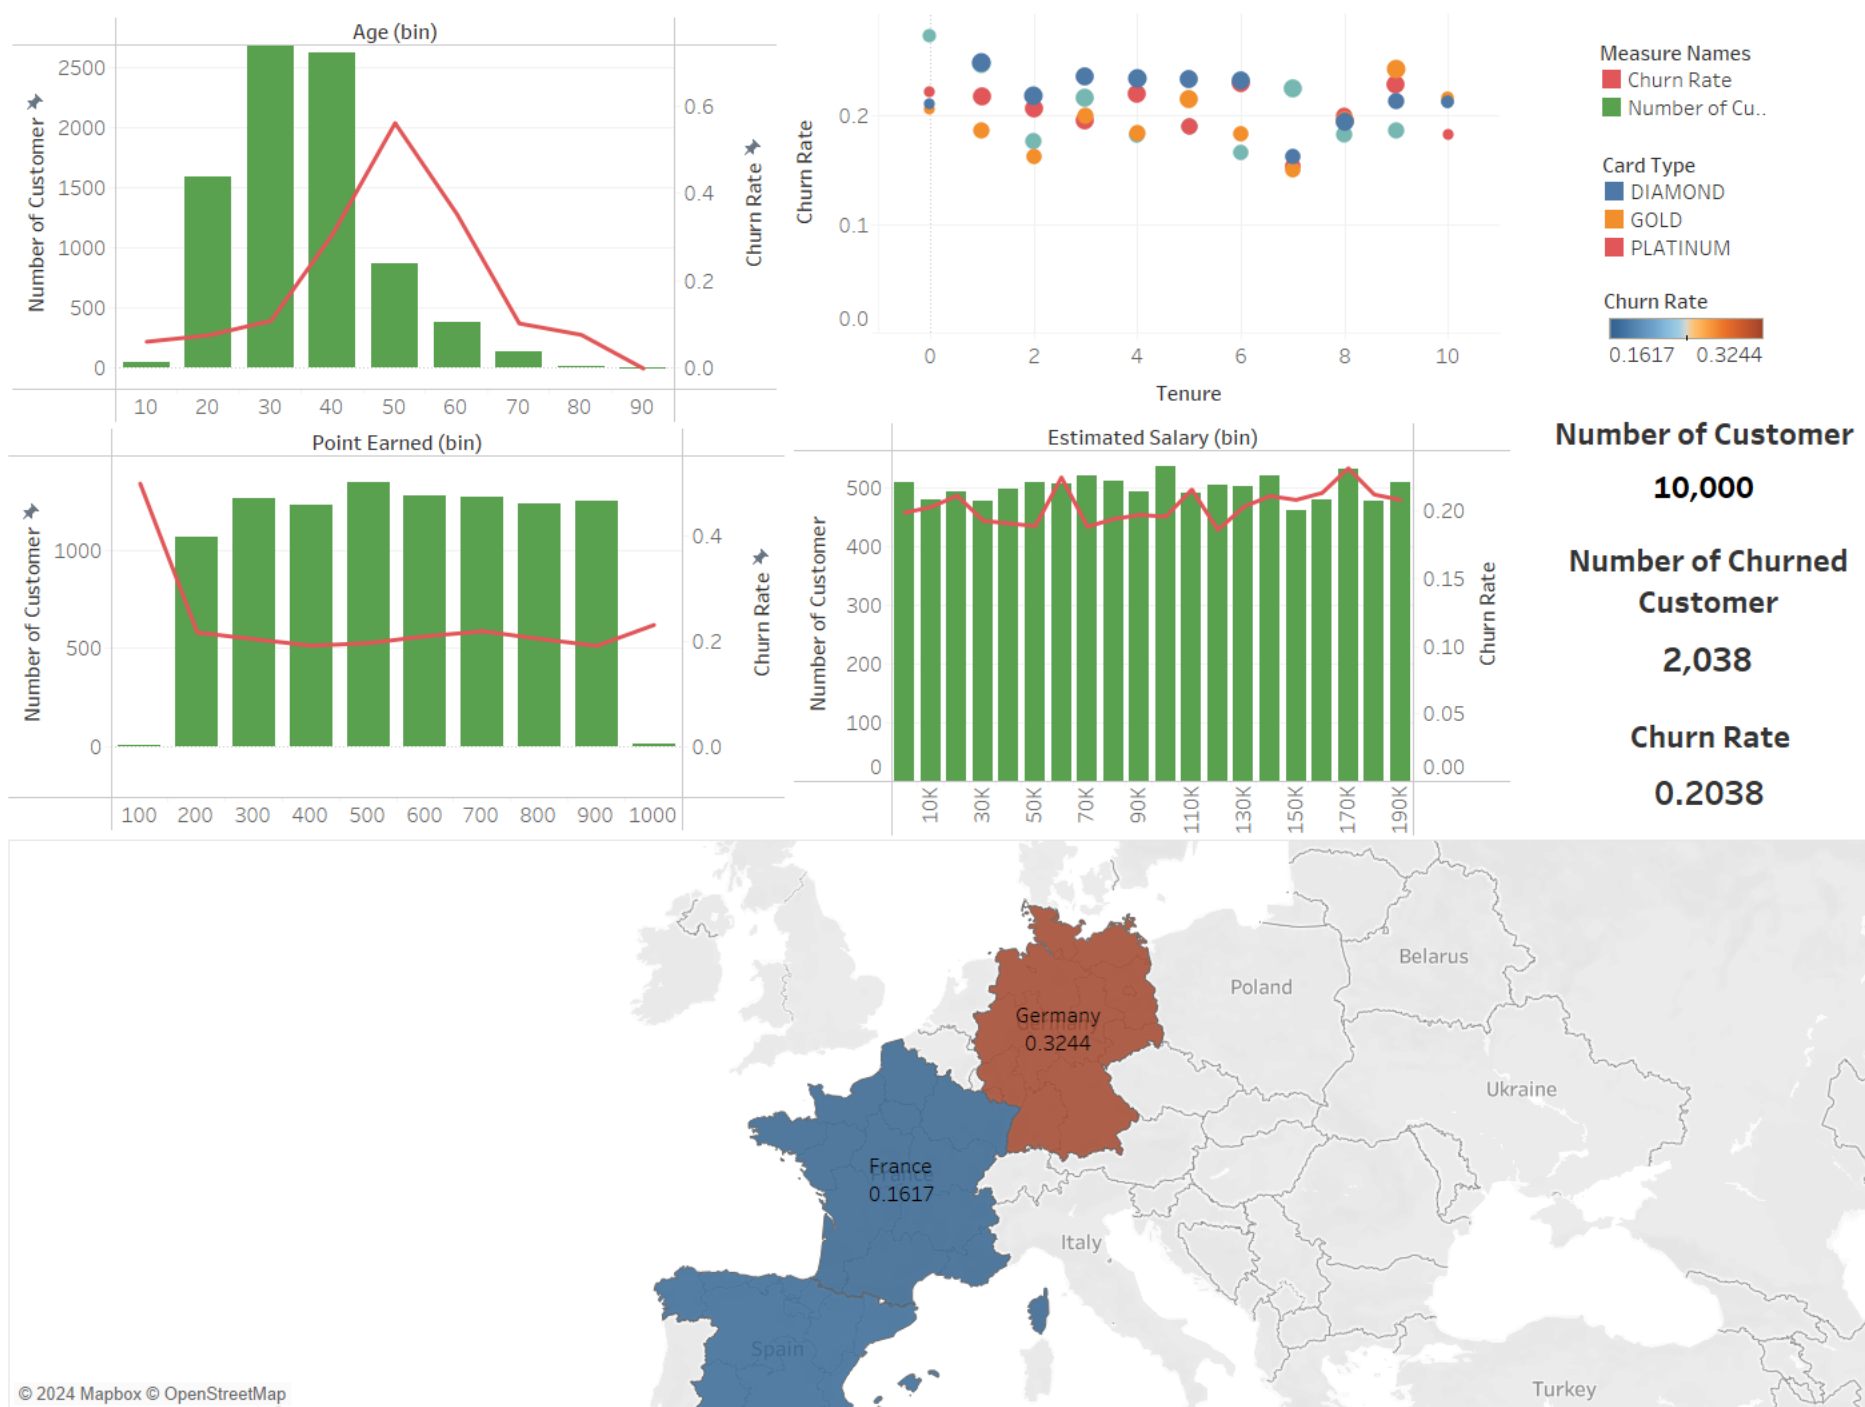 Age (bin)
Number of Customer
2500
2000
1500
1000
500
0
0.6
0.4
0.2
0.0
Churn Rate
10 20 30 40 50 60 70 80 90
Churn Rate
0.2
0.1
0.0
0 2 4 6 8 10
Tenure
Measure Names
Churn Rate
Number of Cu..
Card Type
DIAMOND
GOLD
PLATINUM
Churn Rate
0.1617 0.3244
Point Earned (bin)
Number of Customer
1000
500
0
0.4
0.2
0.0
Churn Rate
100 200 300 400 500 600 700 800 900 1000
Estimated Salary (bin)
Number of Customer
500
400
300
200
100
0
0.20
0.15
0.10
0.05
0.00
Churn Rate
10K 30K 50K 70K 90K 110K 130K 150K 170K 190K
Number of Customer
10,000
Number of Churned
Customer
2,038
Churn Rate
0.2038
Belarus
Poland
Germany
Germany
0.3244
Ukraine
France
France
0.1617
Italy
Spain
Turkey
© 2024 Mapbox © OpenStreetMap